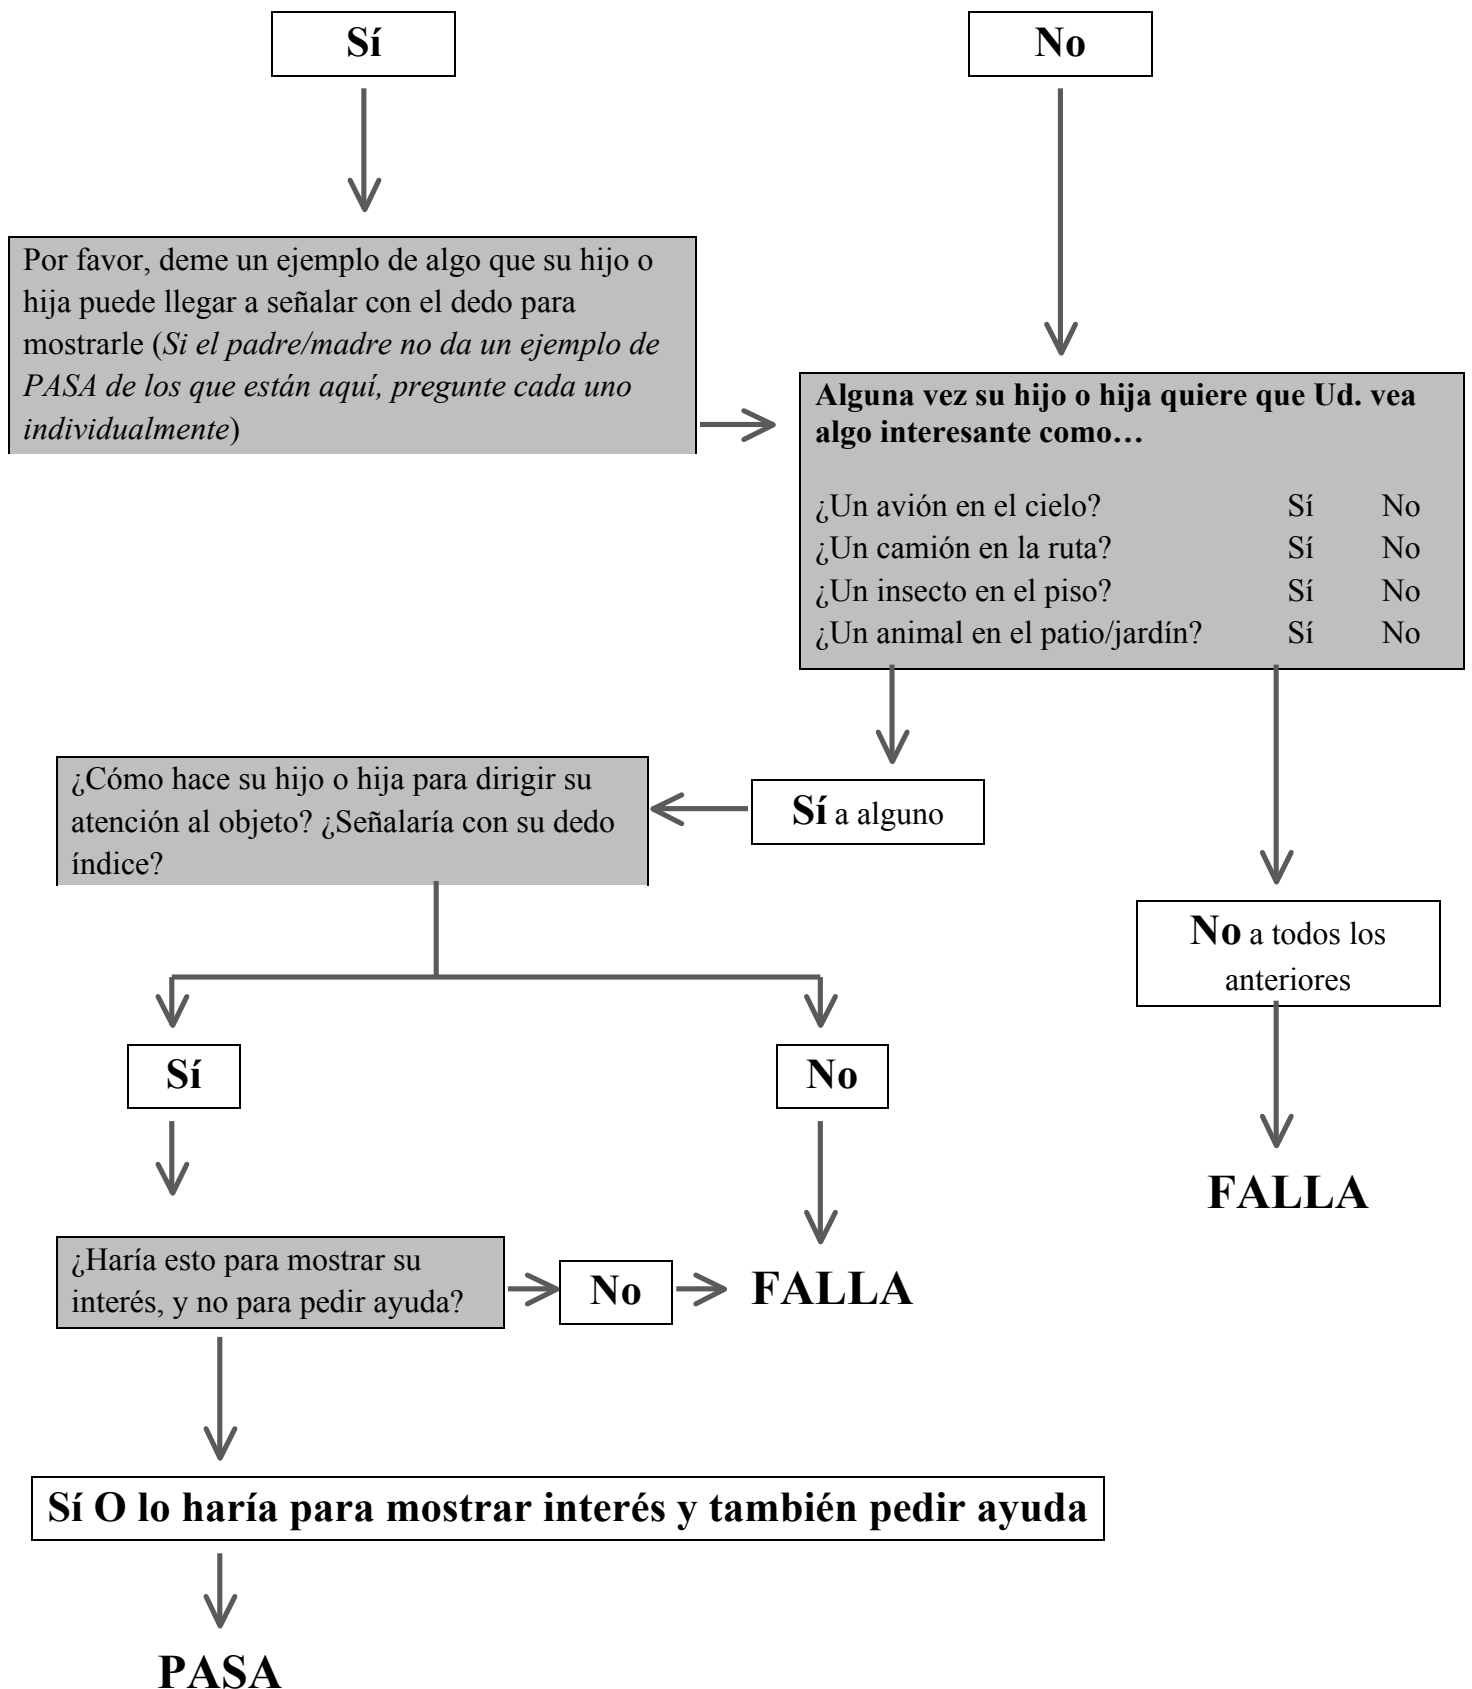 Sí
No
Por favor, deme un ejemplo de algo que su hijo o
hija puede llegar a señalar con el dedo para
mostrarle (Si el padre/madre no da un ejemplo de
PASA de los que están aquí, pregunte cada uno
individualmente)
Alguna vez su hijo o hija quiere que Ud. vea
algo interesante como…
¿Un avión en el cielo? Sí No
¿Un camión en la ruta? Sí No
¿Un insecto en el piso? Sí No
¿Un animal en el patio/jardín? Sí No
¿Cómo hace su hijo o hija para dirigir su
atención al objeto? ¿Señalaría con su dedo
índice?
Sí a alguno
No a todos los
anteriores
Sí
No
FALLA
¿Haría esto para mostrar su
interés, y no para pedir ayuda?
No
FALLA
Sí O lo haría para mostrar interés y también pedir ayuda
PASA